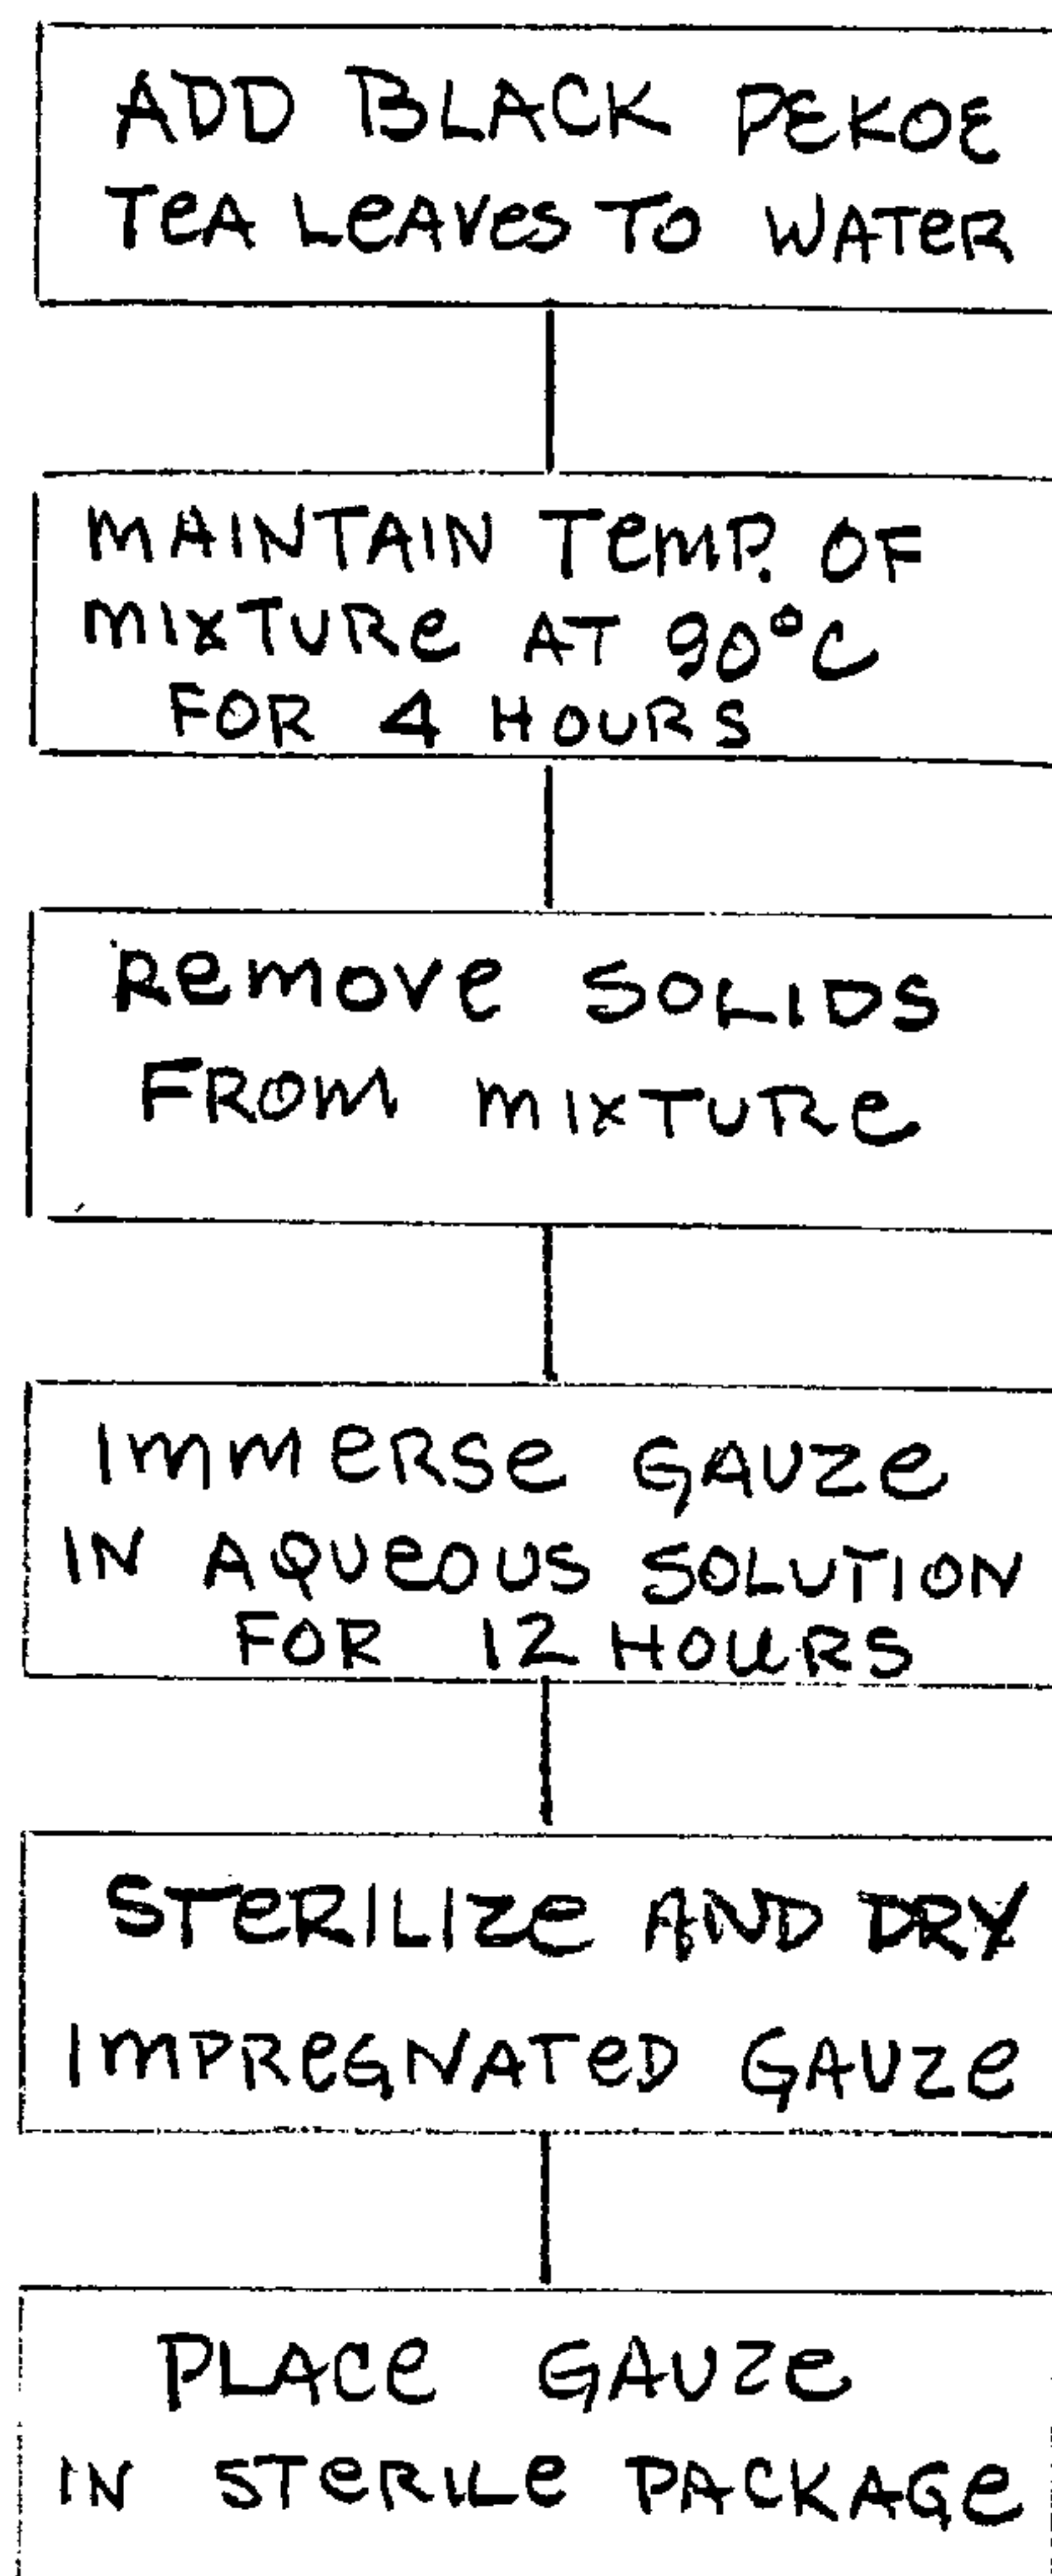 ADD BLACK PEKOE
TEA LEAVES TO WATER
MAINTAIN TEMP. OF
MIXTURE AT 90°C
FOR 4 HOURS
REMOVE SOLIDS
FROM MIXTURE
IMMERSE GAUZE
IN AQUEOUS SOLUTION
FOR 12 HOURS
STERILIZE AND DRY
IMPREGNATED GAUZE
PLACE GAUZE
IN STERILE PACKAGE